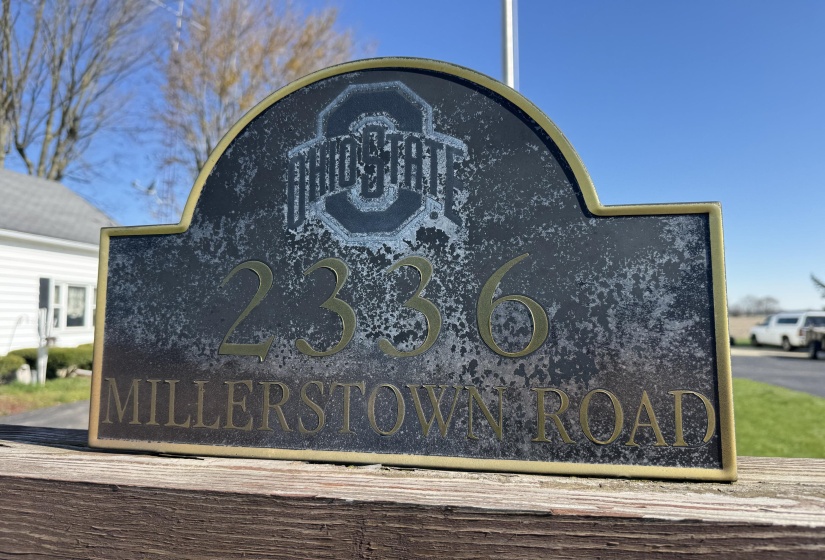 OHIO STATE
2336
MILLERSTOWN ROAD